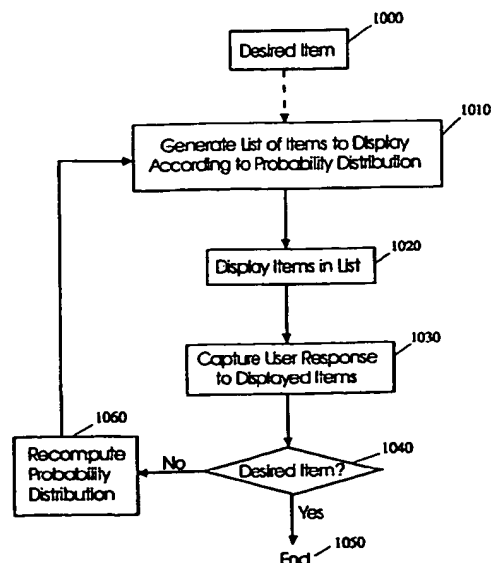 1000
Desired Item
1010
Generate List of Items to Display
According to Probability Distribution
1020
Display Items in List
1030
Capture User Response
to Displayed Items
1060
Recompute
Probability
Distribution
No
1040
Desired Item?
Yes
End
1050